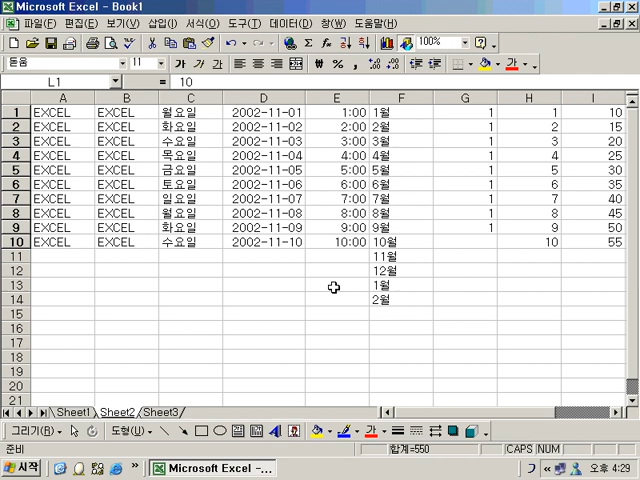 Microsoft Excel - Book1
파일(F) 편집(E) 보기(V) 삽입(I) 서식(O) 도구(T) 데이터(D) 창(W) 도움말(H)
100%
돋움 11 가 가 가
L1 = 10
A B C D E F G H I
1 EXCEL EXCEL 월요일 2002-11-01 1:00 1월 1 1 10
2 EXCEL EXCEL 화요일 2002-11-02 2:00 2월 1 2 15
3 EXCEL EXCEL 수요일 2002-11-03 3:00 3월 1 3 20
4 EXCEL EXCEL 목요일 2002-11-04 4:00 4월 1 4 25
5 EXCEL EXCEL 금요일 2002-11-05 5:00 5월 1 5 30
6 EXCEL EXCEL 토요일 2002-11-06 6:00 6월 1 6 35
7 EXCEL EXCEL 일요일 2002-11-07 7:00 7월 1 7 40
8 EXCEL EXCEL 월요일 2002-11-08 8:00 8월 1 8 45
9 EXCEL EXCEL 화요일 2002-11-09 9:00 9월 1 9 50
10 EXCEL EXCEL 수요일 2002-11-10 10:00 10월 10 55
11 11월
12 12월
13 1월
14 2월
15
16
17
18
19
20
21
Sheet1 Sheet2 Sheet3
그리기(R) 도형(U) 가
준비 합계=550 CAPS NUM
시작 Microsoft Excel -... 오후 4:29